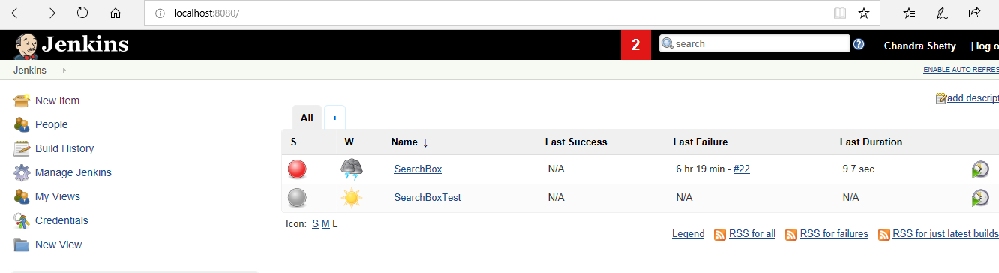 localhost:8080/
Jenkins 2 search Chandra Shetty | log o
Jenkins ENABLE AUTO REFRES
New Item
People
Build History
Manage Jenkins
My Views
Credentials
New View
add descript
All +
S W Name ↓ Last Success Last Failure Last Duration
SearchBox N/A 6 hr 19 min - #22 9.7 sec
SearchBoxTest N/A N/A N/A
Icon: S M L
Legend RSS for all RSS for failures RSS for just latest builds